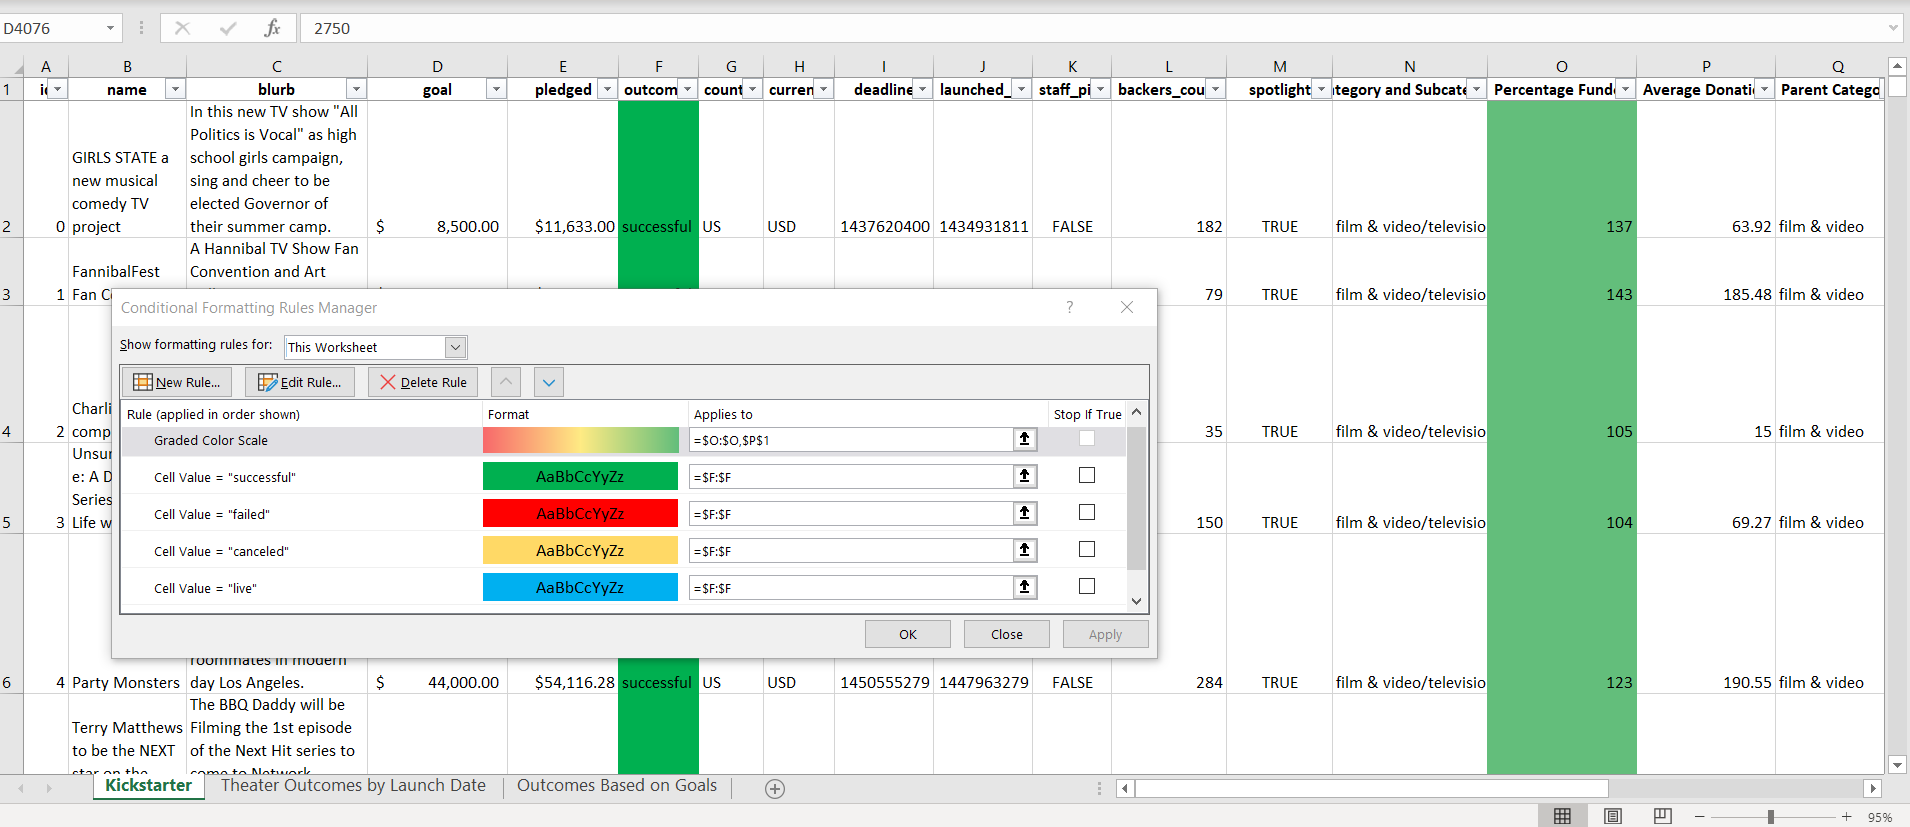 D4076 fx 2750
A B C D E F G H I J K L M N O P Q
1 id name blurb goal pledged outcom count curren deadline launched_ staff_pi backers_cou spotlight tegory and Subcate Percentage Funde Average Donati Parent Catego
In this new TV show "All
Politics is Vocal" as high
GIRLS STATE a school girls campaign,
new musical sing and cheer to be
comedy TV elected Governor of
2 0 project their summer camp. $ 8,500.00 $11,633.00 successful US USD 1437620400 1434931811 FALSE 182 TRUE film & video/televisio 137 63.92 film & video
A Hannibal TV Show Fan
FannibalFest Convention and Art
3 1 Fan C 79 TRUE film & video/televisio 143 185.48 film & video
Conditional Formatting Rules Manager ?
Show formatting rules for: This Worksheet
New Rule... Edit Rule... Delete Rule
Rule (applied in order shown) Format Applies to Stop If True
Charli
4 2 comp 35 TRUE film & video/televisio 105 15 film & video
Graded Color Scale =$O:$O,$P$1
Unsur
e: A D
Cell Value = "successful" AaBbCcYyZz =$F:$F
Series
Cell Value = "failed" AaBbCcYyZz =$F:$F
5 3 Life w 150 TRUE film & video/televisio 104 69.27 film & video
Cell Value = "canceled" AaBbCcYyZz =$F:$F
Cell Value = "live" AaBbCcYyZz =$F:$F
OK Close Apply
roommates in modern
6 4 Party Monsters day Los Angeles. $ 44,000.00 $54,116.28 successful US USD 1450555279 1447963279 FALSE 284 TRUE film & video/televisio 123 190.55 film & video
The BBQ Daddy will be
Terry Matthews Filming the 1st episode
to be the NEXT of the Next Hit series to
star on the come to Network
Kickstarter Theater Outcomes by Launch Date Outcomes Based on Goals
95%